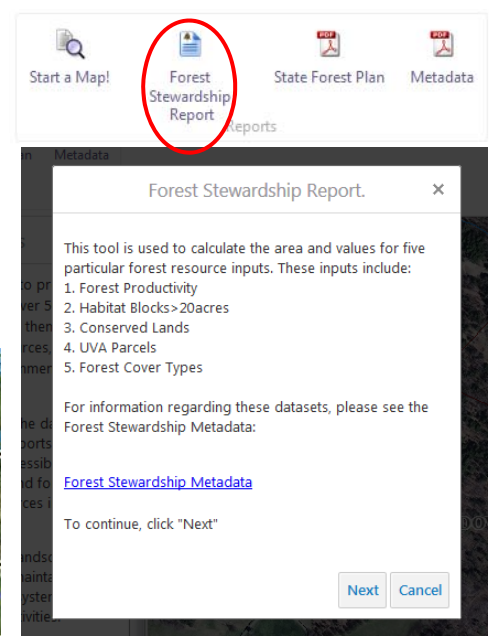 Start a Map!
Forest
Stewardship
Report
State Forest Plan
Metadata
Reports
Metadata
Forest Stewardship Report.
×
This tool is used to calculate the area and values for five
particular forest resource inputs. These inputs include:
1. Forest Productivity
2. Habitat Blocks>20acres
3. Conserved Lands
4. UVA Parcels
5. Forest Cover Types
For information regarding these datasets, please see the
Forest Stewardship Metadata:
Forest Stewardship Metadata
To continue, click "Next"
Next
Cancel